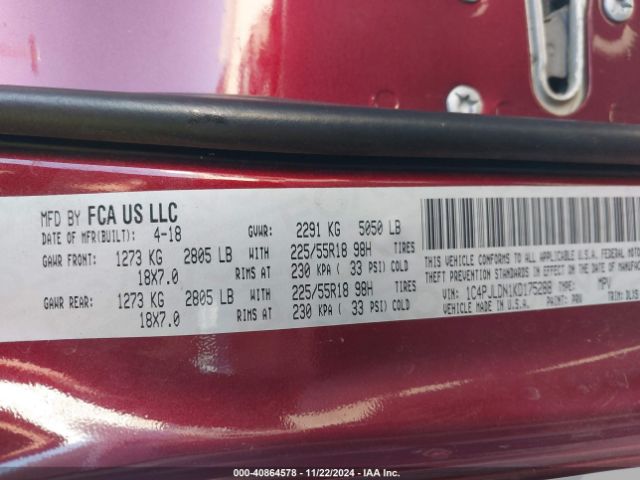 MFD BY FCA US LLC
DATE OF MFR(BUILT): 4-18 GVWR: 2291 KG 5050 LB
GAWR FRONT: 1273 KG 2805 LB WITH 225/55R18 98H TIRES
18X7.0 RIMS AT 230 KPA ( 33 PSI) COLD
GAWR REAR: 1273 KG 2805 LB WITH 225/55R18 98H TIRES
18X7.0 RIMS AT 230 KPA ( 33 PSI) COLD
THIS VEHICLE CONFORMS TO ALL APPLICABLE U.S.A. FEDERAL MOTO
THEFT PREVENTION STANDARDS IN EFFECT ON THE DATE OF MANUFAC
VIN: 1C4PJLDN1KD175288 TYPE: MPV
VEHICLE MADE IN U.S.A. PAINT: TRIM: DLX9
000-40864578 - 11/22/2024 - IAA Inc.